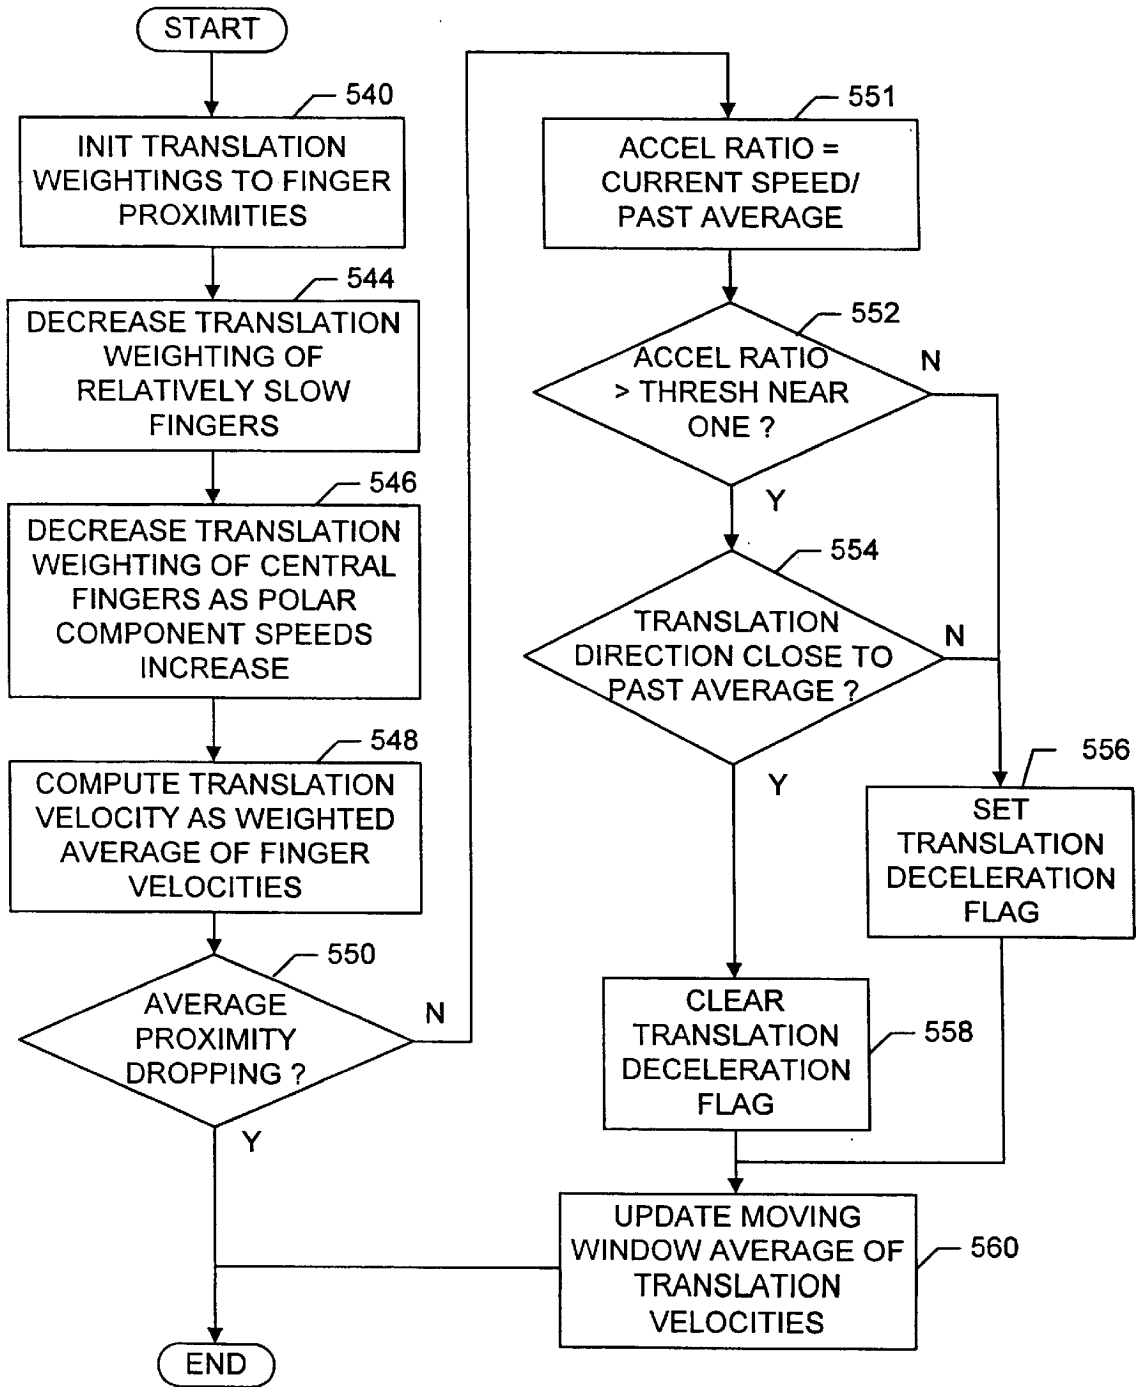 START
540
INIT TRANSLATION
WEIGHTINGS TO FINGER
PROXIMITIES
544
DECREASE TRANSLATION
WEIGHTING OF
RELATIVELY SLOW
FINGERS
546
DECREASE TRANSLATION
WEIGHTING OF CENTRAL
FINGERS AS POLAR
COMPONENT SPEEDS
INCREASE
548
COMPUTE TRANSLATION
VELOCITY AS WEIGHTED
AVERAGE OF FINGER
VELOCITIES
550
AVERAGE
PROXIMITY
DROPPING ?
N
Y
551
ACCEL RATIO =
CURRENT SPEED/
PAST AVERAGE
552
ACCEL RATIO
> THRESH NEAR
ONE ?
N
Y
554
TRANSLATION
DIRECTION CLOSE TO
PAST AVERAGE ?
N
Y
556
SET
TRANSLATION
DECELERATION
FLAG
CLEAR
TRANSLATION
DECELERATION
FLAG
558
UPDATE MOVING
WINDOW AVERAGE OF
TRANSLATION
VELOCITIES
560
END